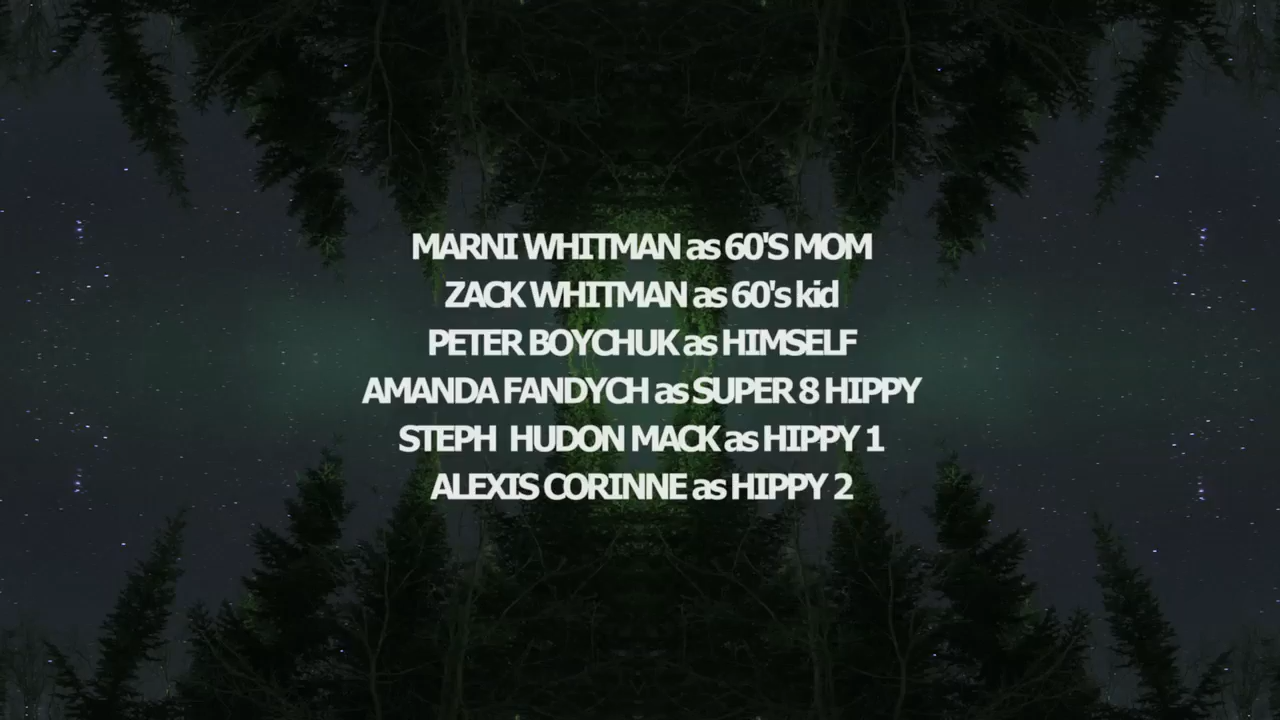 MARNI WHITMAN as 60'S MOM
ZACK WHITMAN as 60's kid
PETER BOYCHUK as HIMSELF
AMANDA FANDYCH as SUPER 8 HIPPY
STEPH  HUDON MACK as HIPPY 1
ALEXIS CORINNE as HIPPY 2